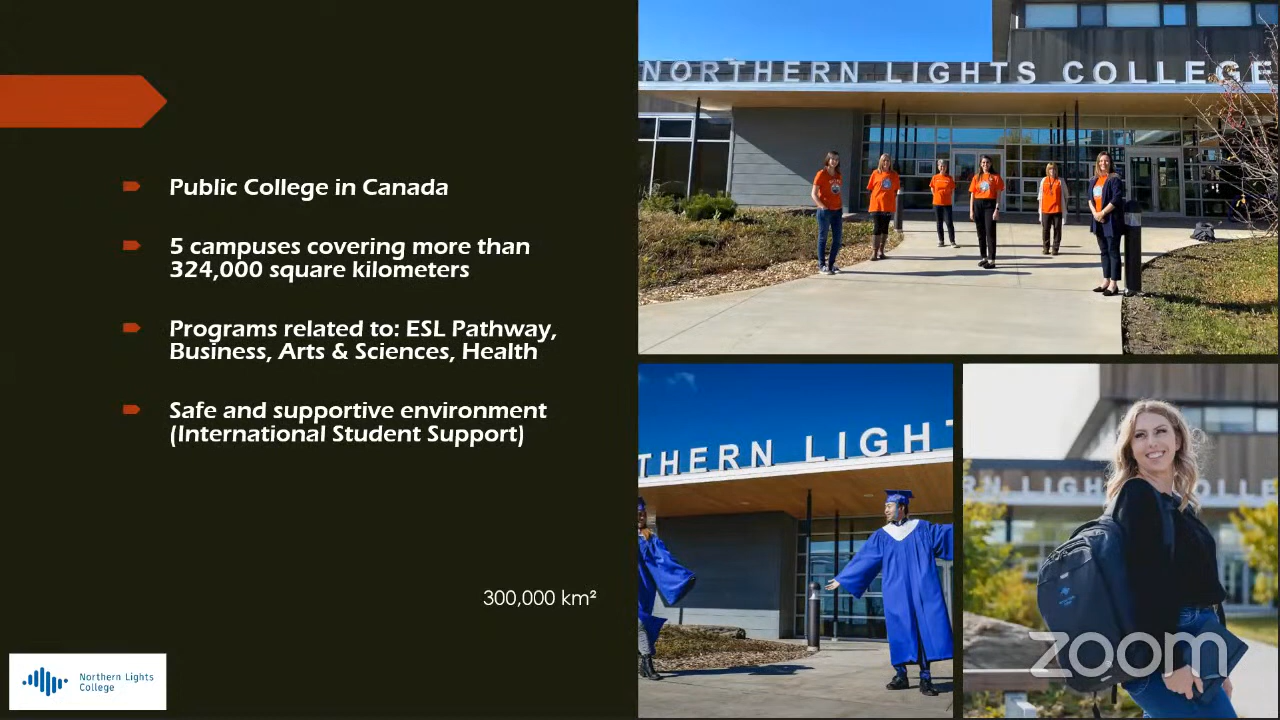 Public College in Canada
5 campuses covering more than
324,000 square kilometers
Programs related to: ESL Pathway,
Business, Arts & Sciences, Health
Safe and supportive environment
(International Student Support)
300,000 km²
Northern Lights
College
NORTHERN LIGHTS COLLEGE
THERN LIGHT
RN LIGH OLLE
zoom